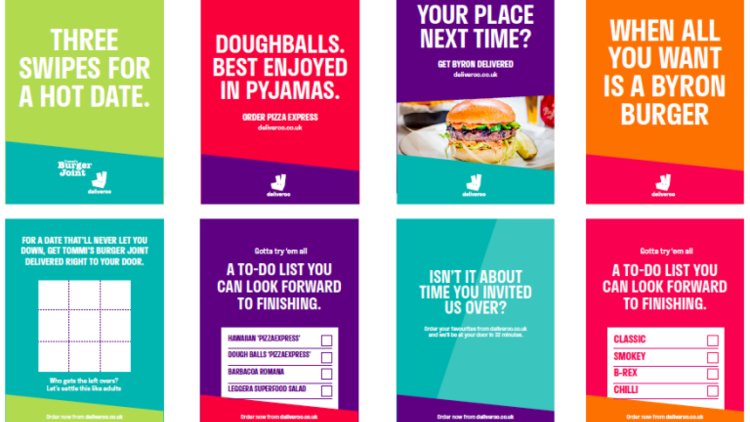 THREE
SWIPES FOR
A HOT DATE.
Burger
Joint
deliveroo
DOUGHBALLS.
BEST ENJOYED
IN PYJAMAS.
ORDER PIZZA EXPRESS
deliveroo.co.uk
deliveroo
YOUR PLACE
NEXT TIME?
GET BYRON DELIVERED
deliveroo.co.uk
deliveroo
WHEN ALL
YOU WANT
IS A BYRON
BURGER
deliveroo
FOR A DATE THAT'LL NEVER LET YOU
DOWN, GET TOMMI'S BURGER JOINT
DELIVERED RIGHT TO YOUR DOOR.
Who gets the left overs?
Let's settle this like adults
Order now from deliveroo.co.uk
Gotta try 'em all
A TO-DO LIST YOU
CAN LOOK FORWARD
TO FINISHING.
HAWAIIAN 'PIZZAEXPRESS'
DOUGH BALLS 'PIZZAEXPRESS'
BARBACOA ROMANA
LEGGERA SUPERFOOD SALAD
Order now from deliveroo.co.uk
ISN'T IT ABOUT
TIME YOU INVITED
US OVER?
Order your favourites from deliveroo.co.uk
and we'll be at your door in 32 minutes.
Order now from deliveroo.co.uk
Gotta try 'em all
A TO-DO LIST YOU
CAN LOOK FORWARD
TO FINISHING.
CLASSIC
SMOKEY
B-REX
CHILLI
Order now from deliveroo.co.uk